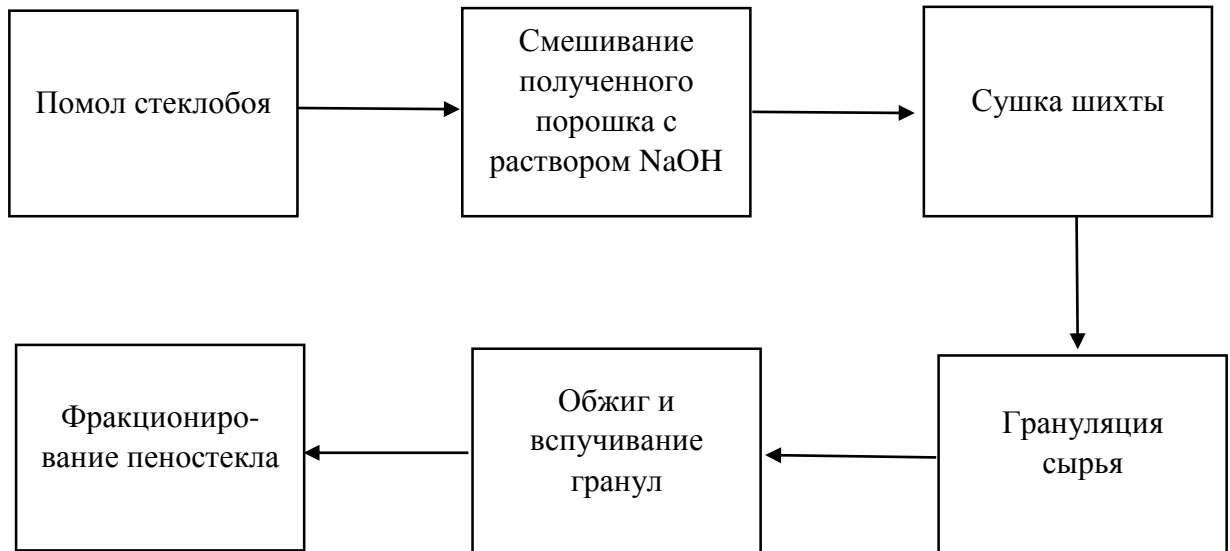 Помол стеклобоя
Смешивание
полученного
порошка с
раствором NaOH
Сушка шихты
Грануляция
сырья
Обжиг и
вспучивание
гранул
Фракциониро-
вание пеностекла